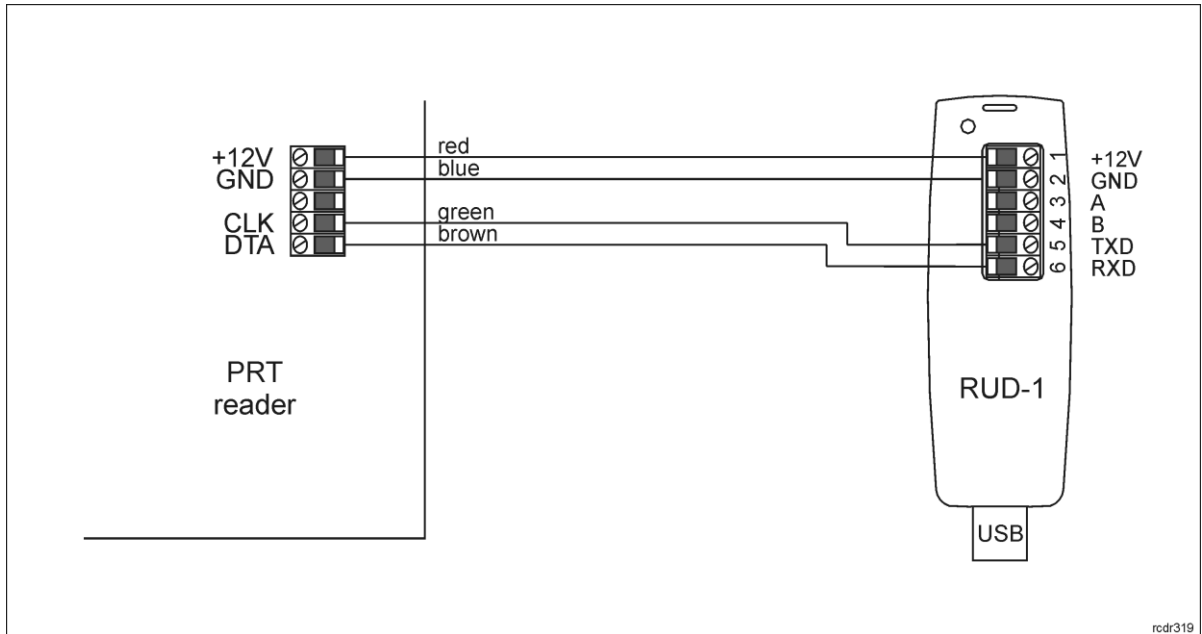 +12V
GND
CLK
DTA
red
blue
green
brown
PRT
reader
1
2
3
4
5
6
+12V
GND
A
B
TXD
RXD
RUD-1
USB
rcdr319